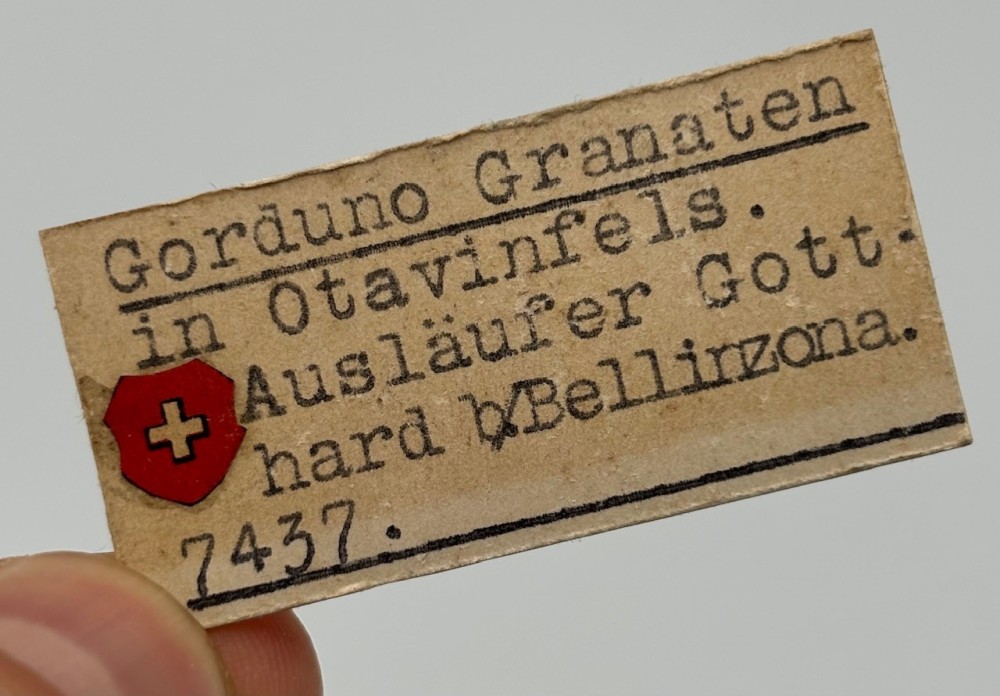 Gorduno Granaten
in Otavinfels.
Ausläufer Gott-
hard b/Bellinzona.
7437.